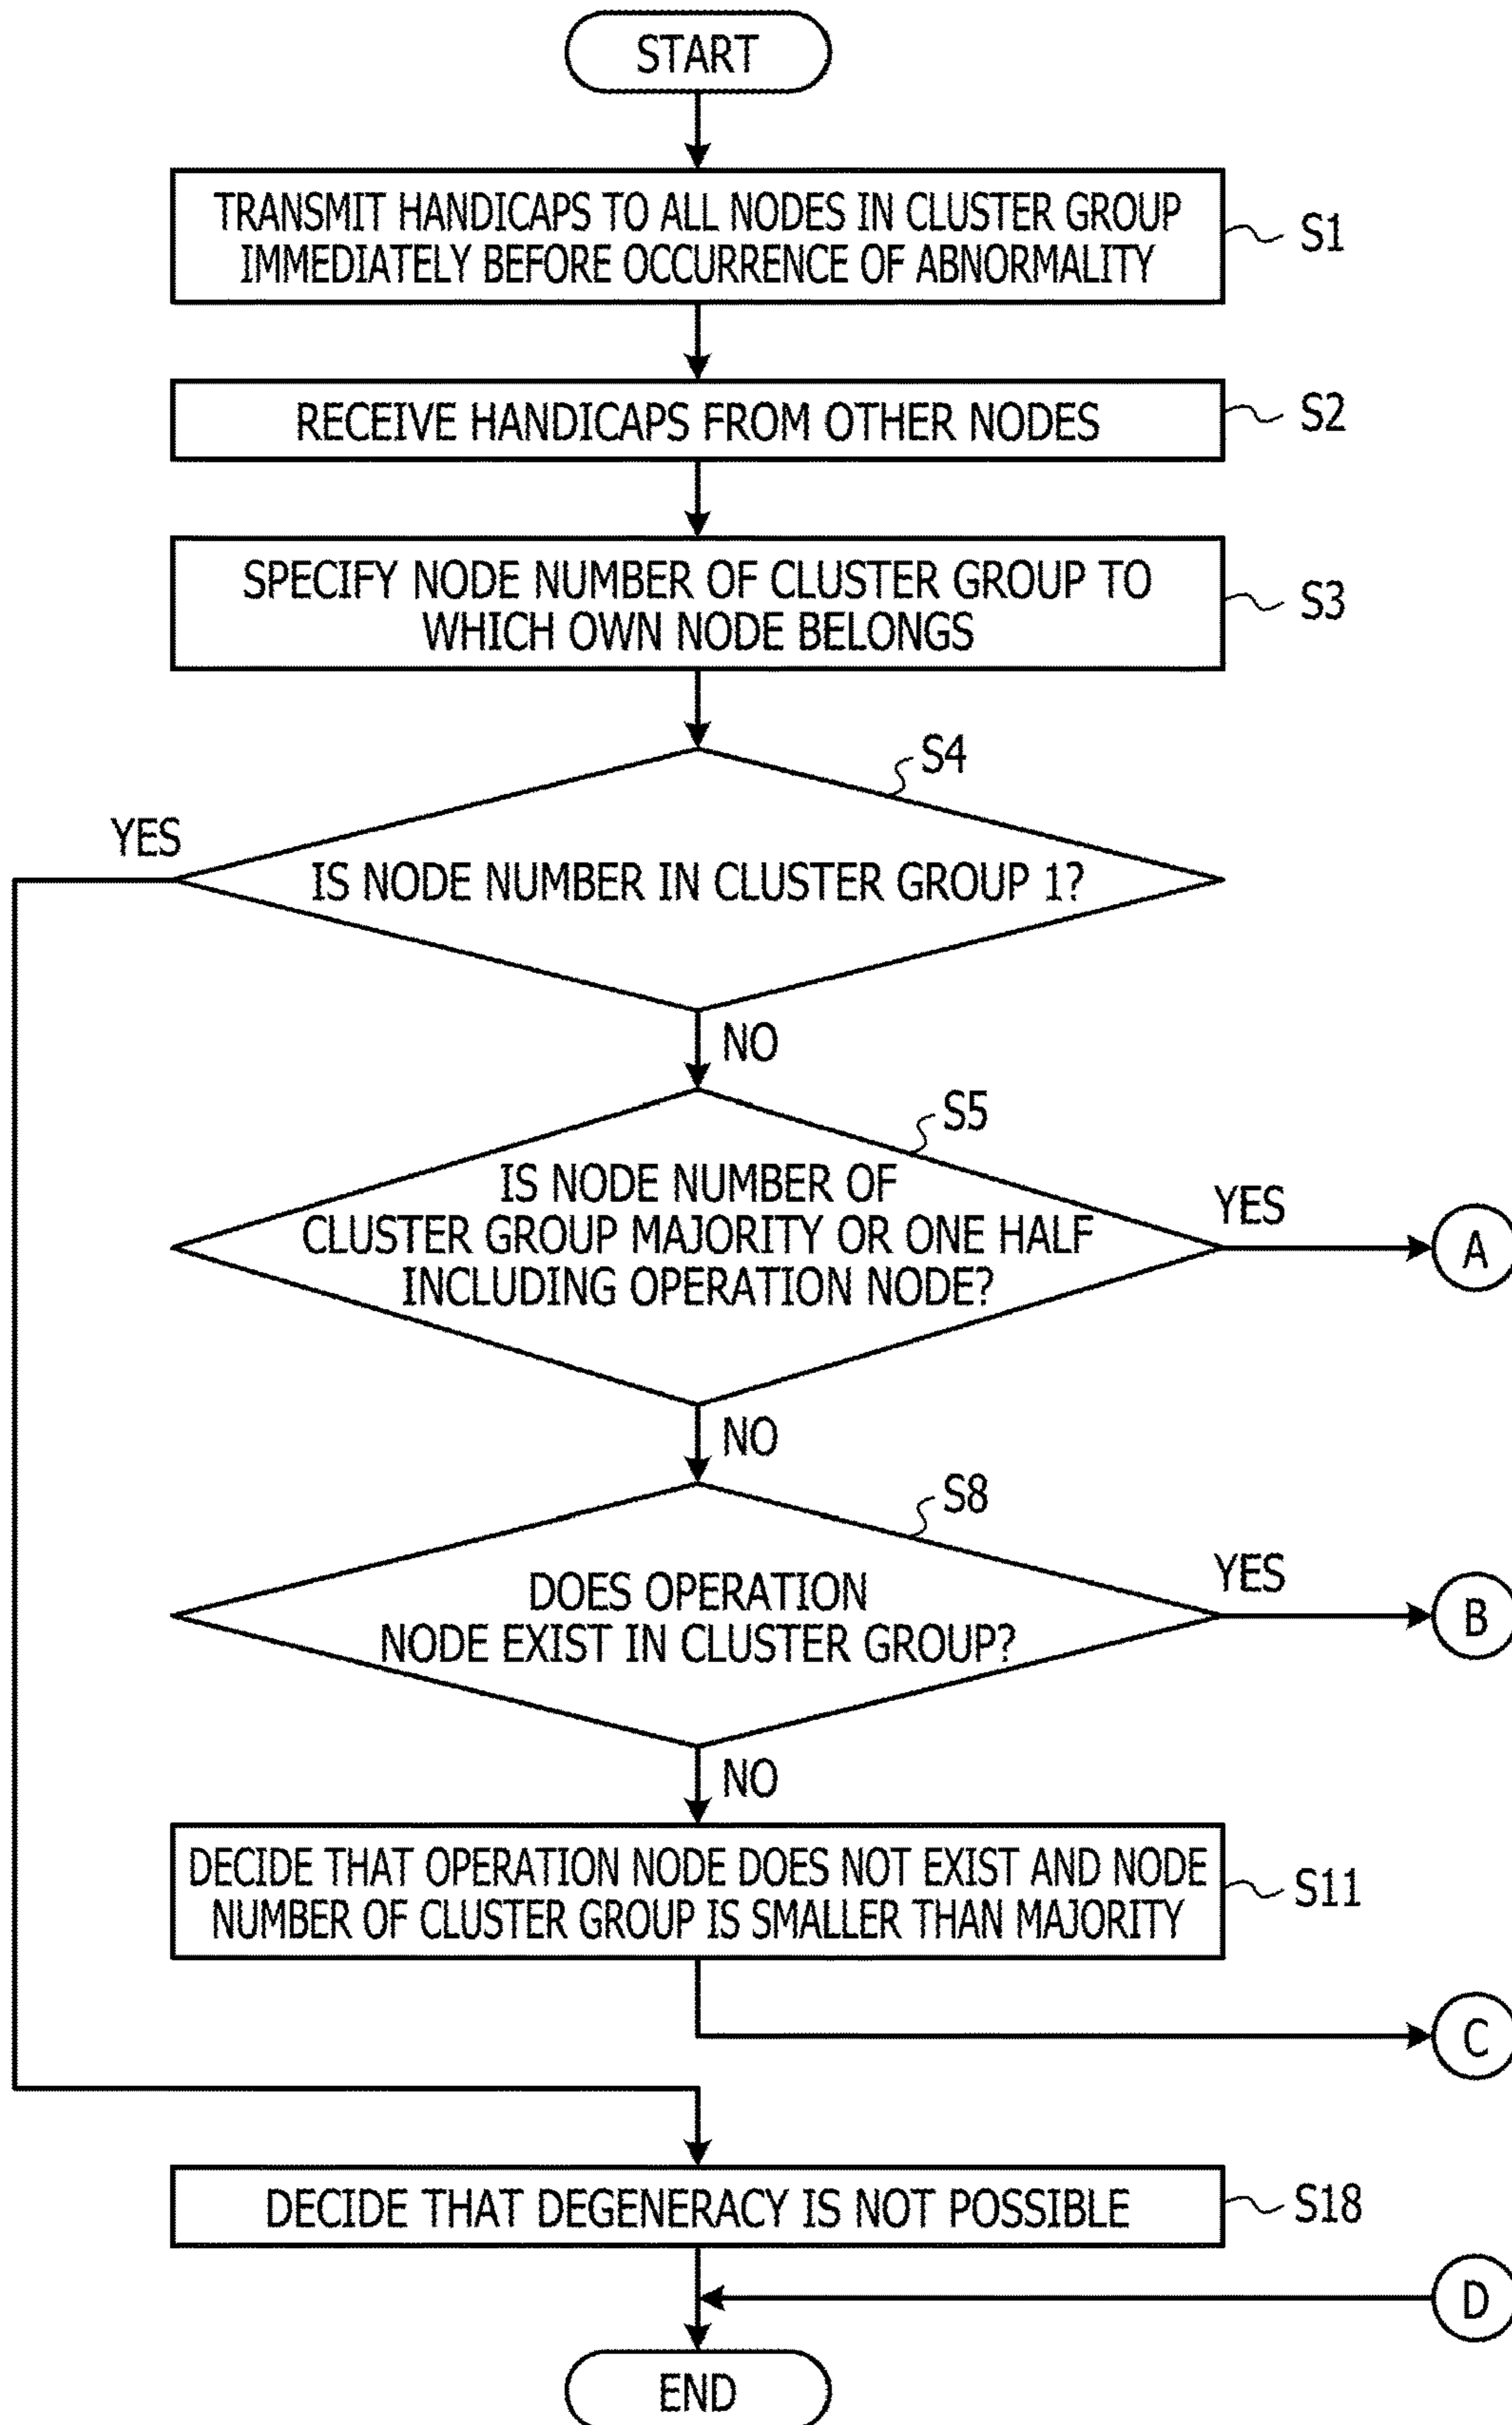 START
TRANSMIT HANDICAPS TO ALL NODES IN CLUSTER GROUP
IMMEDIATELY BEFORE OCCURRENCE OF ABNORMALITY
S1
RECEIVE HANDICAPS FROM OTHER NODES
S2
SPECIFY NODE NUMBER OF CLUSTER GROUP TO
WHICH OWN NODE BELONGS
S3
S4
YES
IS NODE NUMBER IN CLUSTER GROUP 1?
NO
S5
IS NODE NUMBER OF
CLUSTER GROUP MAJORITY OR ONE HALF
INCLUDING OPERATION NODE?
YES
A
NO
S8
DOES OPERATION
NODE EXIST IN CLUSTER GROUP?
YES
B
NO
DECIDE THAT OPERATION NODE DOES NOT EXIST AND NODE
NUMBER OF CLUSTER GROUP IS SMALLER THAN MAJORITY
S11
C
DECIDE THAT DEGENERACY IS NOT POSSIBLE
S18
D
END